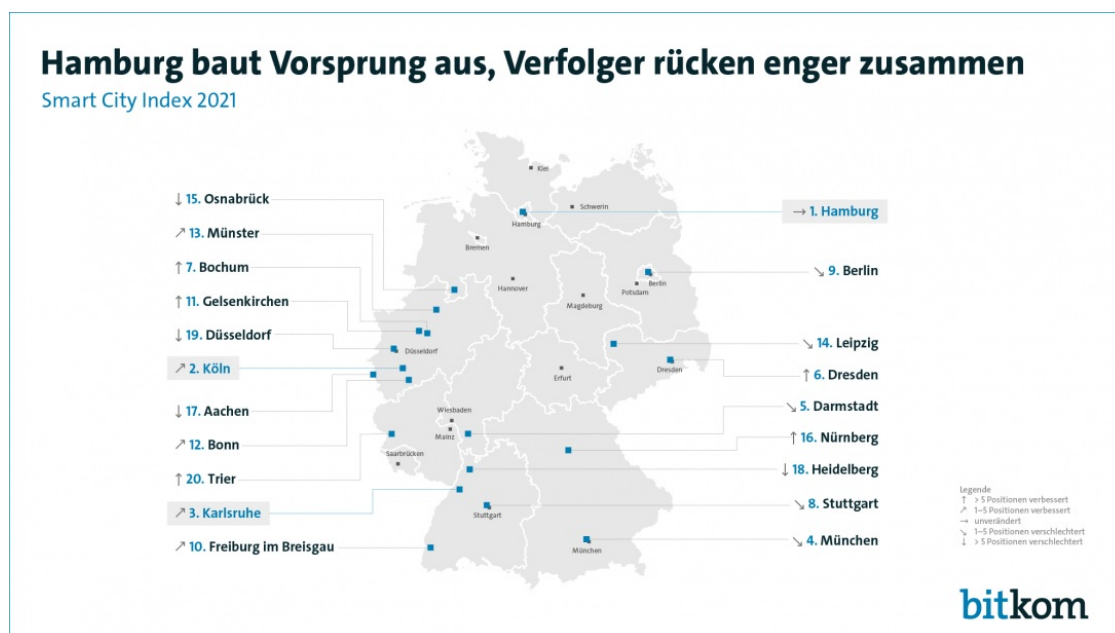 Hamburg baut Vorsprung aus, Verfolger rücken enger zusammen
Smart City Index 2021
↓ 15. Osnabrück
↗ 13. Münster
↑ 7. Bochum
↑ 11. Gelsenkirchen
↓ 19. Düsseldorf
↗ 2. Köln
↓ 17. Aachen
↗ 12. Bonn
↑ 20. Trier
↗ 3. Karlsruhe
↗ 10. Freiburg im Breisgau
Kiel
Schwerin
Hamburg
Bremen
Hannover
Berlin
Potsdam
Magdeburg
Düsseldorf
Erfurt
Dresden
Wiesbaden
Mainz
Saarbrücken
Stuttgart
München
→ 1. Hamburg
↘ 9. Berlin
↘ 14. Leipzig
↑ 6. Dresden
↘ 5. Darmstadt
↑ 16. Nürnberg
↓ 18. Heidelberg
↘ 8. Stuttgart
↘ 4. München
Legende
↑ > 5 Positionen verbessert
↗ 1–5 Positionen verbessert
→ unverändert
↘ 1–5 Positionen verschlechtert
↓ > 5 Positionen verschlechtert
bitkom